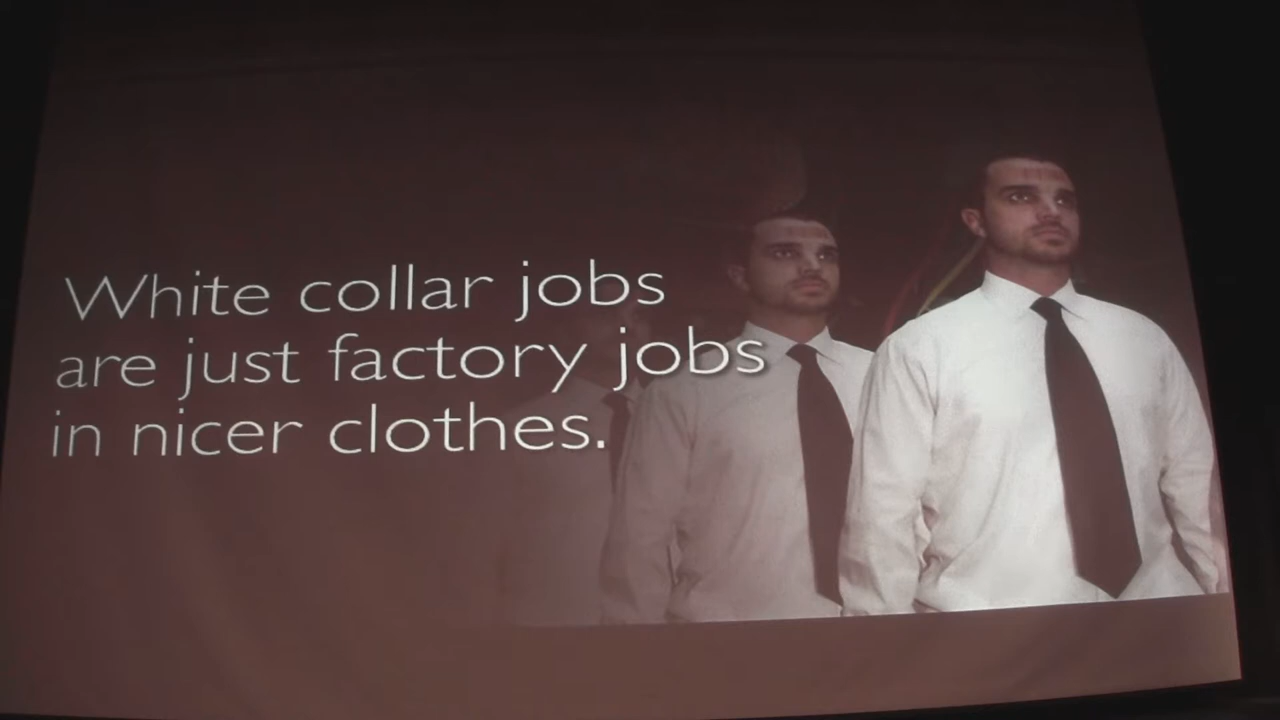 White collar jobs
are just factory jobs
in nicer clothes.